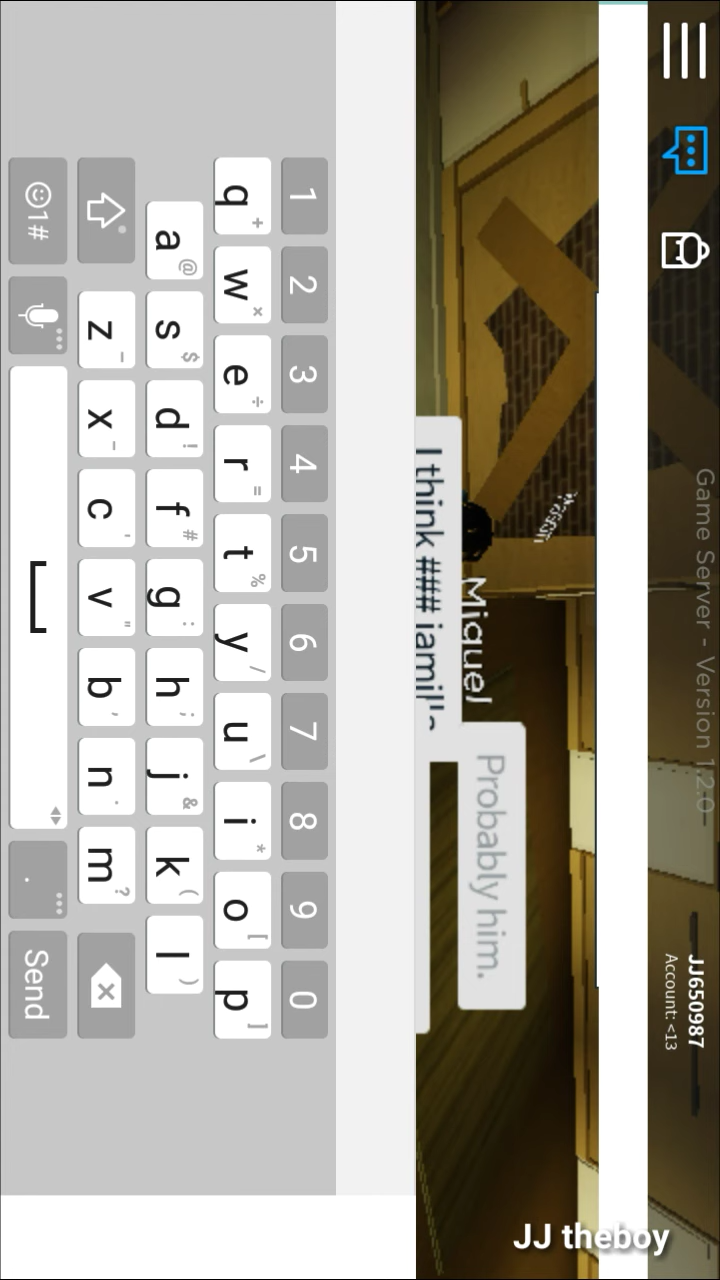 Game Server - Version 1.2.0
JJ650987
Account: <13
Probably him.
Miguel
I think ###
1 2 3 4 5 6 7 8 9 0
q + w × e ÷ r = t % y / u \ i * o [ p ]
a @ s $ d ! f # g : h ; j & k ( l )
z x c ' v " b , n . m ?
☺1# . Send
JJ theboy